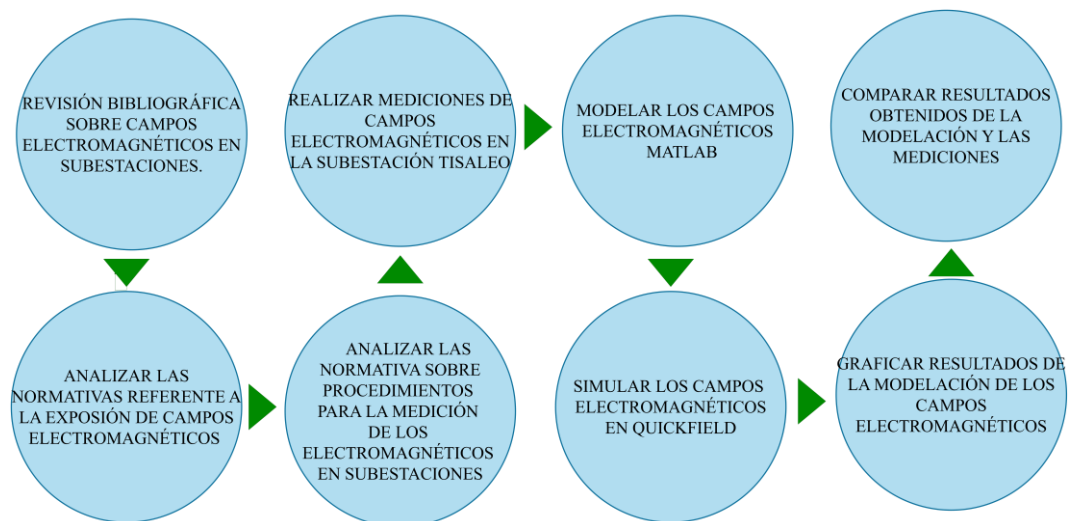 REVISIÓN BIBLIOGRÁFICA
SOBRE CAMPOS
ELECTROMAGNÉTICOS EN
SUBESTACIONES.
ANALIZAR LAS
NORMATIVAS REFERENTE A
LA EXPOSIÓN DE CAMPOS
ELECTROMAGNÉTICOS
ANALIZAR LAS
NORMATIVA SOBRE
PROCEDIMIENTOS
PARA LA MEDICIÓN
DE LOS
ELECTROMAGNÉTICOS
EN SUBESTACIONES
REALIZAR MEDICIONES DE
CAMPOS
ELECTROMAGNÉTICOS EN
LA SUBESTACIÓN TISALEO
MODELAR LOS CAMPOS
ELECTROMAGNÉTICOS
MATLAB
SIMULAR LOS CAMPOS
ELECTROMAGNÉTICOS
EN QUICKFIELD
GRAFICAR RESULTADOS DE
LA MODELACIÓN DE LOS
CAMPOS
ELECTROMAGNÉTICOS
COMPARAR RESULTADOS
OBTENIDOS DE LA
MODELACIÓN Y LAS
MEDICIONES